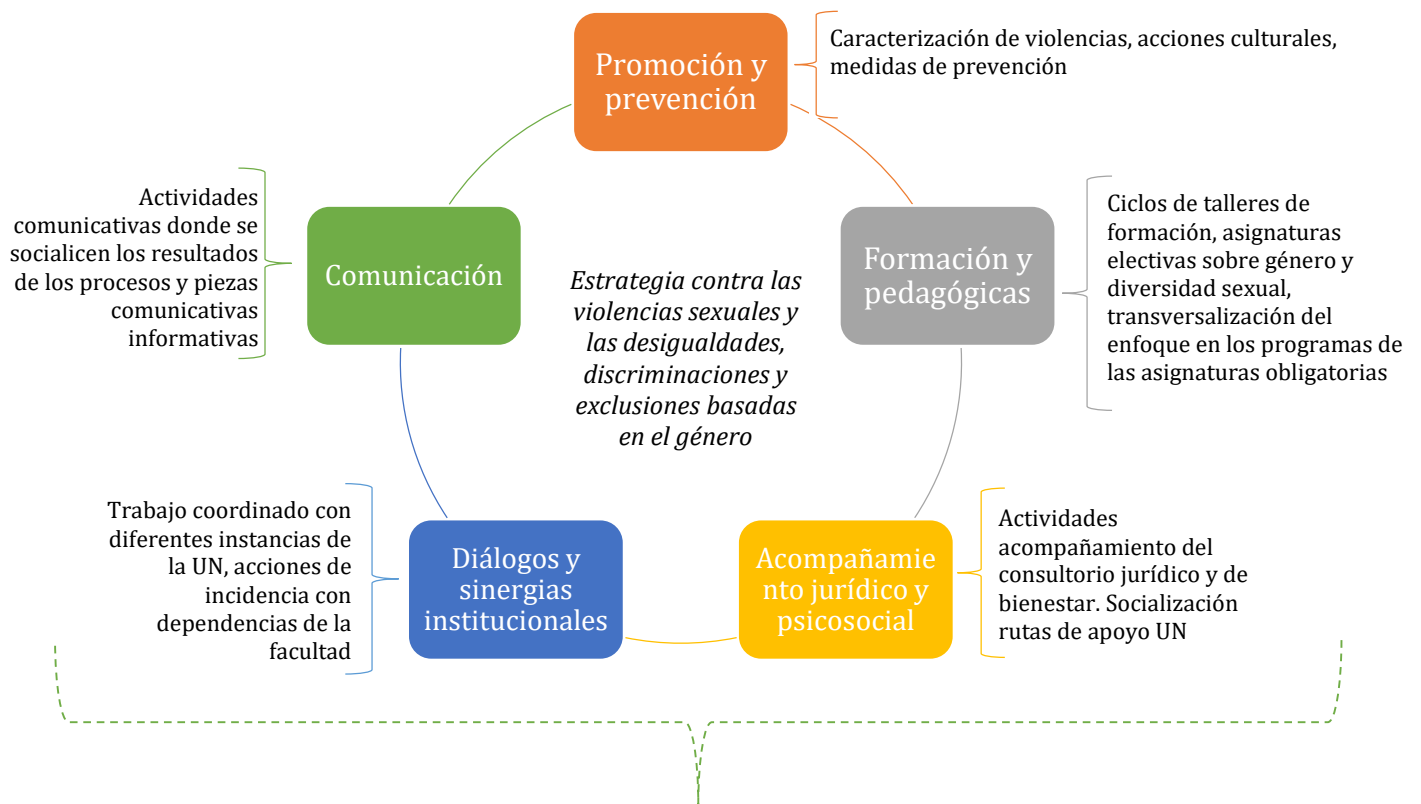 Promoción y
prevención
Caracterización de violencias, acciones culturales,
medidas de prevención
Formación y
pedagógicas
Ciclos de talleres de
formación, asignaturas
electivas sobre género y
diversidad sexual,
transversalización del
enfoque en los programas de
las asignaturas obligatorias
Acompañamie
nto jurídico y
psicosocial
Actividades
acompañamiento del
consultorio jurídico y de
bienestar. Socialización
rutas de apoyo UN
Diálogos y
sinergias
institucionales
Trabajo coordinado con
diferentes instancias de
la UN, acciones de
incidencia con
dependencias de la
facultad
Comunicación
Actividades
comunicativas donde se
socialicen los resultados
de los procesos y piezas
comunicativas
informativas
Estrategia contra las
violencias sexuales y
las desigualdades,
discriminaciones y
exclusiones basadas
en el género